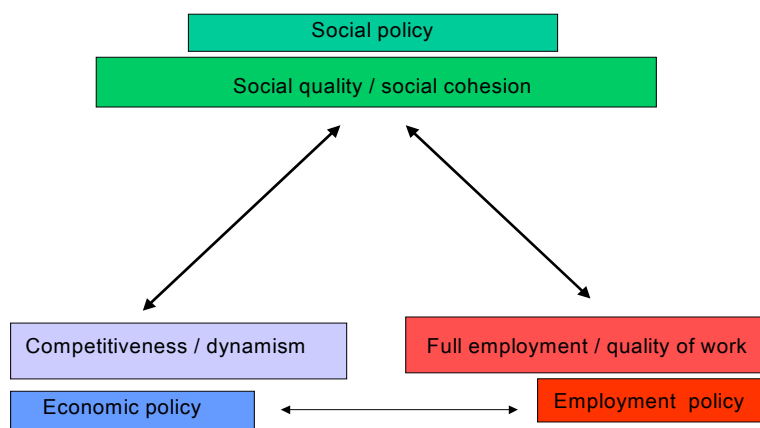 Social policy
Social quality / social cohesion
Competitiveness / dynamism
Full employment / quality of work
Economic policy
Employment policy